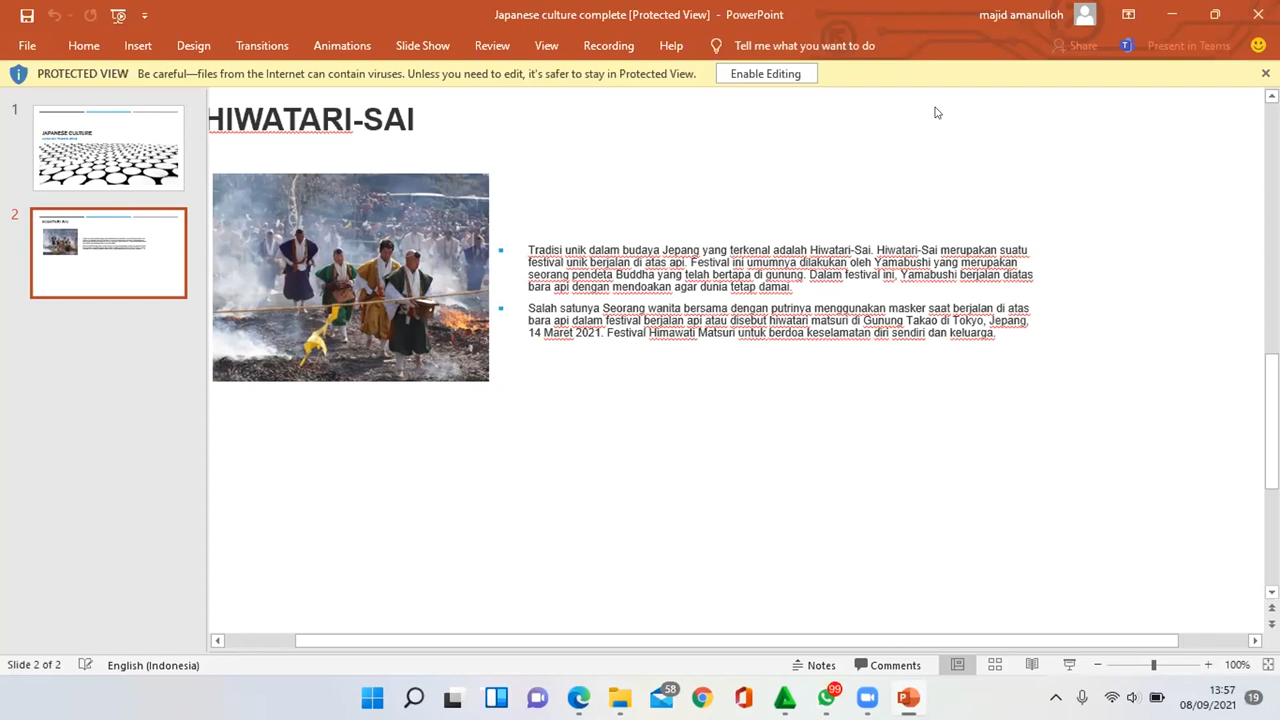 Japanese culture complete [Protected View] - PowerPoint
majid amanulloh
File Home Insert Design Transitions Animations Slide Show Review View Recording Help Tell me what you want to do Share Present in Teams
PROTECTED VIEW Be careful—files from the Internet can contain viruses. Unless you need to edit, it's safer to stay in Protected View. Enable Editing
1
JAPANESE CULTURE
2
HIWATARI-SAI
Tradisi unik dalam budaya Jepang yang terkenal adalah Hiwatari-Sai. Hiwatari-Sai merupakan suatu
festival unik berjalan di atas api. Festival ini umumnya dilakukan oleh Yamabushi yang merupakan
seorang pendeta Buddha yang telah bertapa di gunung. Dalam festival ini, Yamabushi berjalan diatas
bara api dengan mendoakan agar dunia tetap damai.
Salah satunya Seorang wanita bersama dengan putrinya menggunakan masker saat berjalan di atas
bara api dalam festival berjalan api atau disebut hiwatari matsuri di Gunung Takao di Tokyo, Jepang,
14 Maret 2021. Festival Himawati Matsuri untuk berdoa keselamatan diri sendiri dan keluarga.
Slide 2 of 2 English (Indonesia) Notes Comments 100%
58
99
13:57
08/09/2021
19